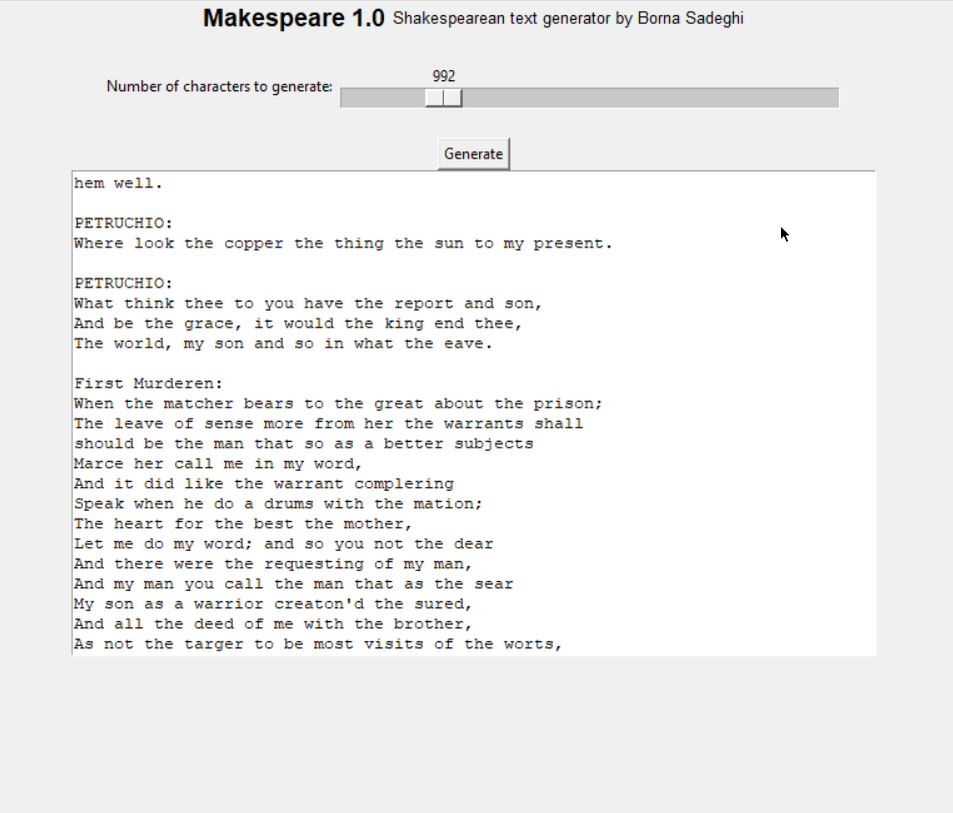 Makespeare 1.0 Shakespearean text generator by Borna Sadeghi
992
Number of characters to generate:
Generate
hem well.
PETRUCHIO:
Where look the copper the thing the sun to my present.
PETRUCHIO:
What think thee to you have the report and son,
And be the grace, it would the king end thee,
The world, my son and so in what the eave.
First Murderen:
When the matcher bears to the great about the prison;
The leave of sense more from her the warrants shall
should be the man that so as a better subjects
Marce her call me in my word,
And it did like the warrant complering
Speak when he do a drums with the mation;
The heart for the best the mother,
Let me do my word; and so you not the dear
And there were the requesting of my man,
And my man you call the man that as the sear
My son as a warrior creaton'd the sured,
And all the deed of me with the brother,
As not the targer to be most visits of the worts,